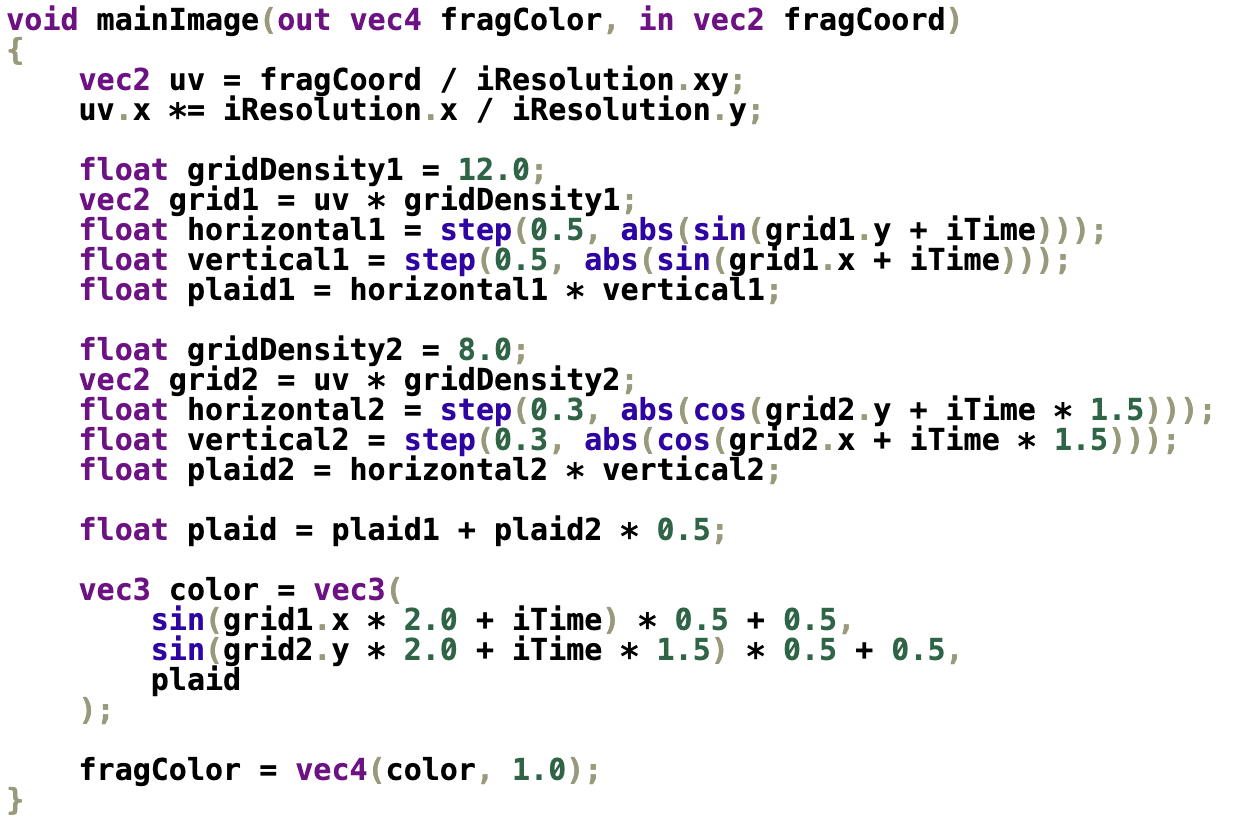 void mainImage(out vec4 fragColor, in vec2 fragCoord)
{
    vec2 uv = fragCoord / iResolution.xy;
    uv.x *= iResolution.x / iResolution.y;

    float gridDensity1 = 12.0;
    vec2 grid1 = uv * gridDensity1;
    float horizontal1 = step(0.5, abs(sin(grid1.y + iTime)));
    float vertical1 = step(0.5, abs(sin(grid1.x + iTime)));
    float plaid1 = horizontal1 * vertical1;

    float gridDensity2 = 8.0;
    vec2 grid2 = uv * gridDensity2;
    float horizontal2 = step(0.3, abs(cos(grid2.y + iTime * 1.5)));
    float vertical2 = step(0.3, abs(cos(grid2.x + iTime * 1.5)));
    float plaid2 = horizontal2 * vertical2;

    float plaid = plaid1 + plaid2 * 0.5;

    vec3 color = vec3(
        sin(grid1.x * 2.0 + iTime) * 0.5 + 0.5,
        sin(grid2.y * 2.0 + iTime * 1.5) * 0.5 + 0.5,
        plaid
    );

    fragColor = vec4(color, 1.0);
}